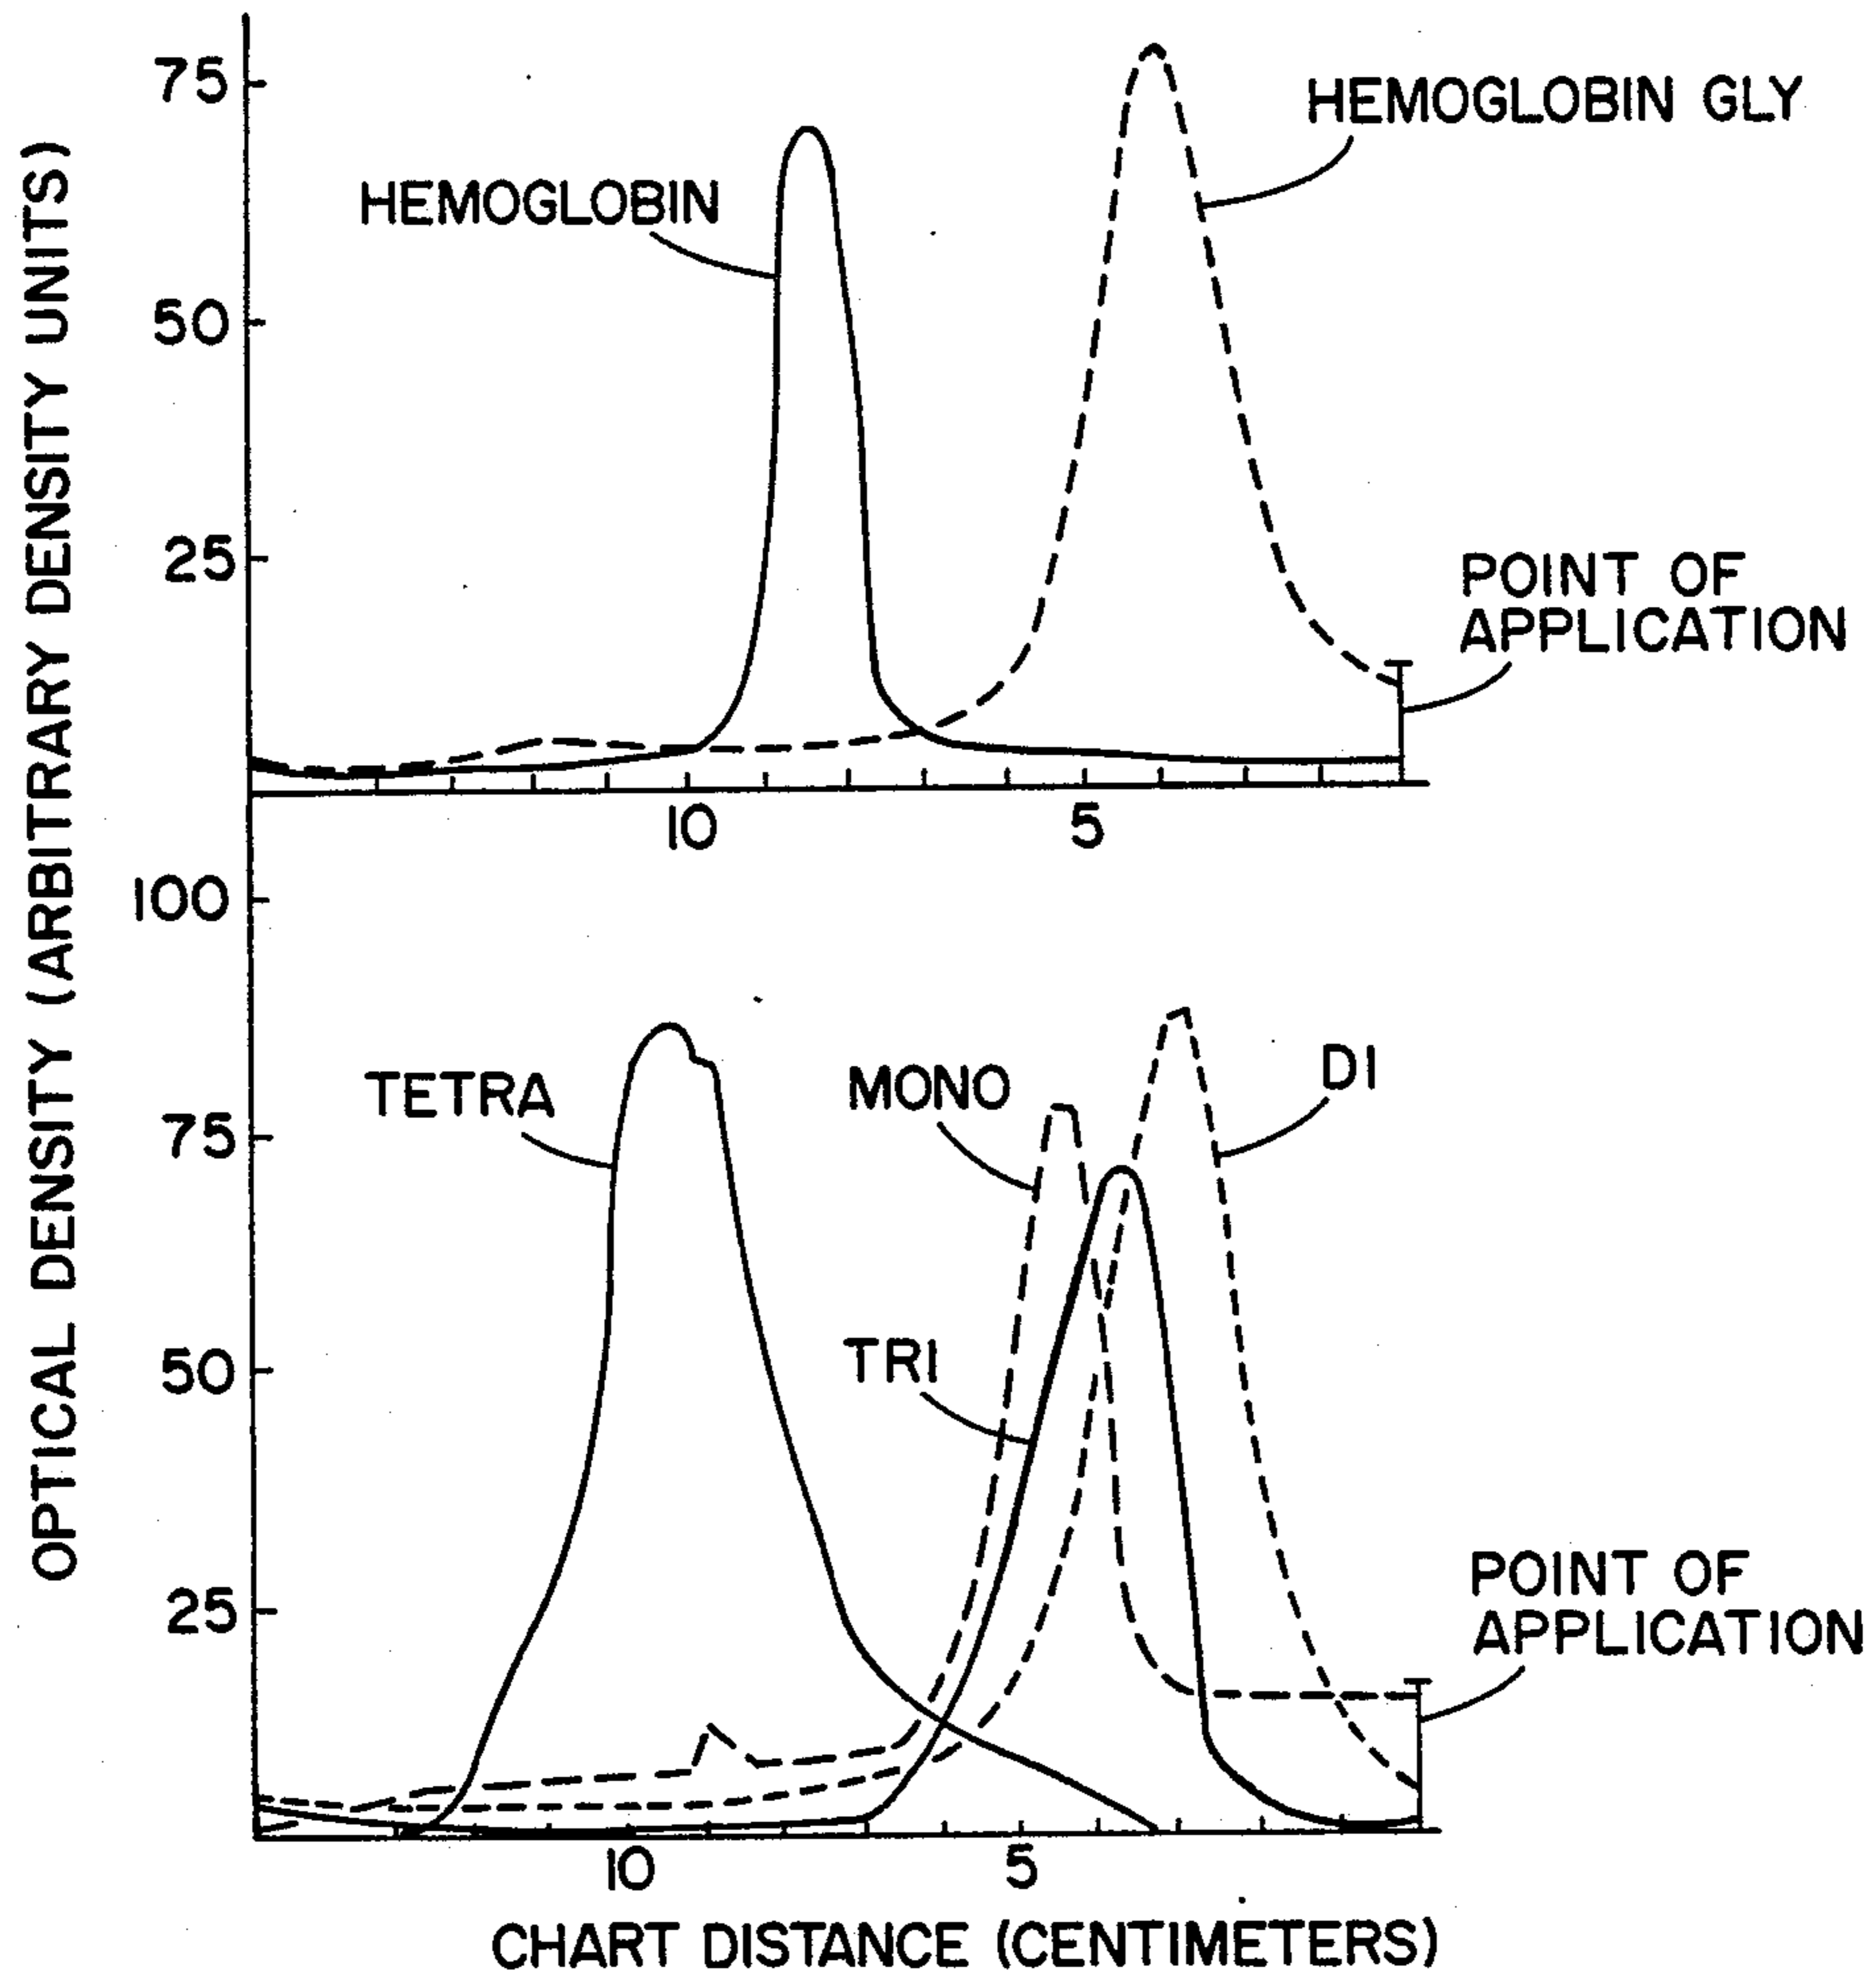 OPTICAL DENSITY (ARBITRARY DENSITY UNITS)
75
50
25
HEMOGLOBIN
HEMOGLOBIN GLY
POINT OF
APPLICATION
10
5
100
75
50
25
TETRA
MONO
DI
TRI
POINT OF
APPLICATION
10
5
CHART DISTANCE (CENTIMETERS)